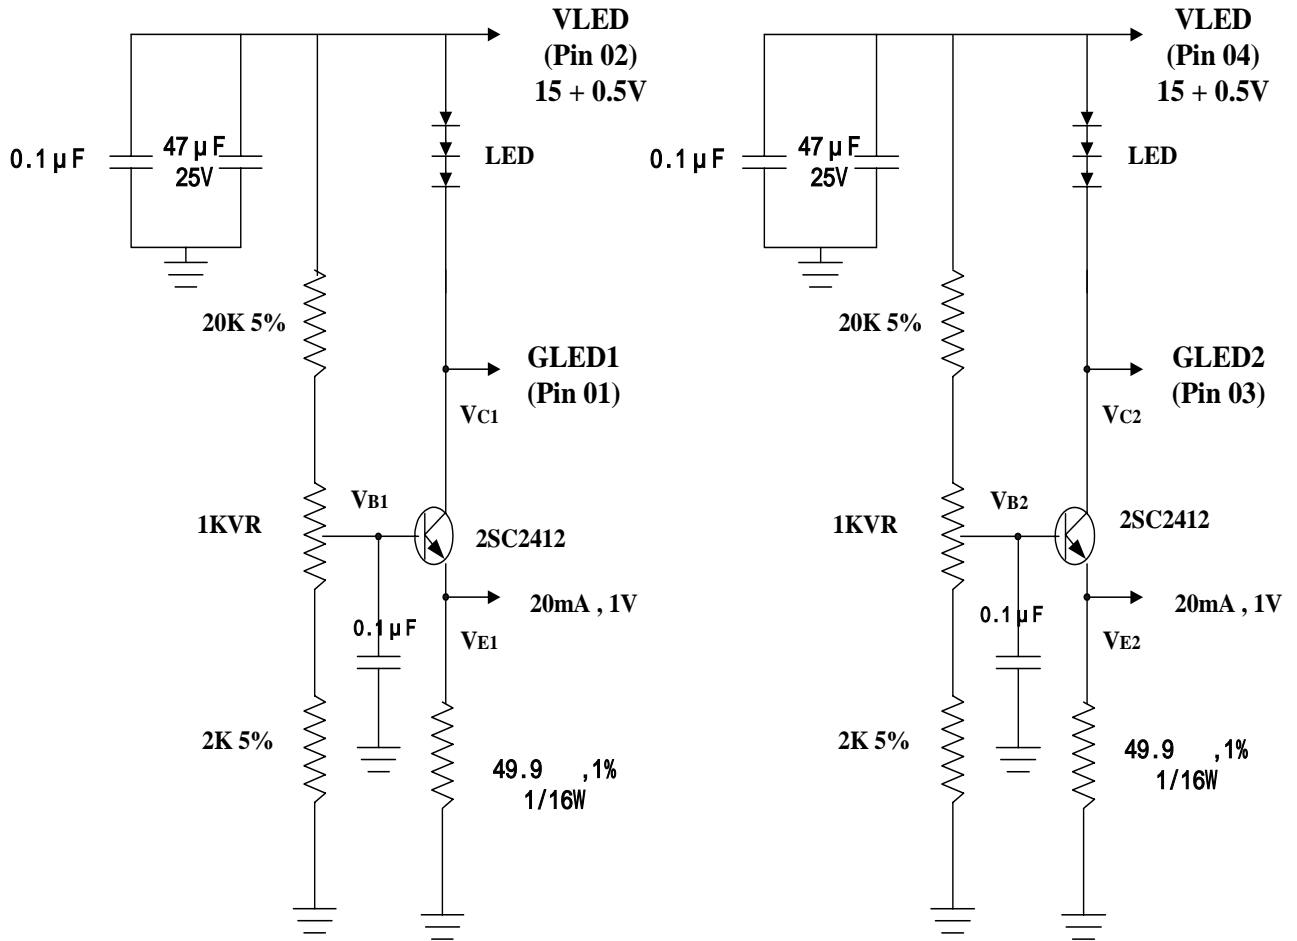 VLED
(Pin 02)
15 + 0.5V
0.1μF
47μF
25V
LED
20K 5%
GLED1
(Pin 01)
VC1
VB1
1KVR
2SC2412
20mA , 1V
0.1μF
VE1
2K 5%
49.9 ,1%
1/16W
VLED
(Pin 04)
15 + 0.5V
0.1μF
47μF
25V
LED
20K 5%
GLED2
(Pin 03)
VC2
VB2
1KVR
2SC2412
20mA , 1V
0.1μF
VE2
2K 5%
49.9 ,1%
1/16W